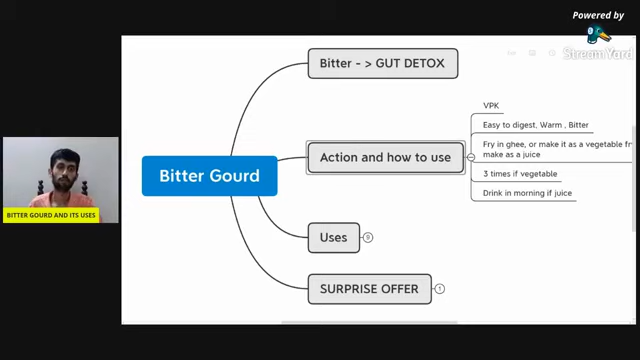 Powered by
StreamYard
Bitter - > GUT DETOX
VPK
Easy to digest, Warm , Bitter
Fry in ghee, or make it as a vegetable fr
make as a juice
3 times if vegetable
Drink in morning if juice
Action and how to use
Bitter Gourd
BITTER GOURD AND ITS USES
Uses
9
SURPRISE OFFER
1